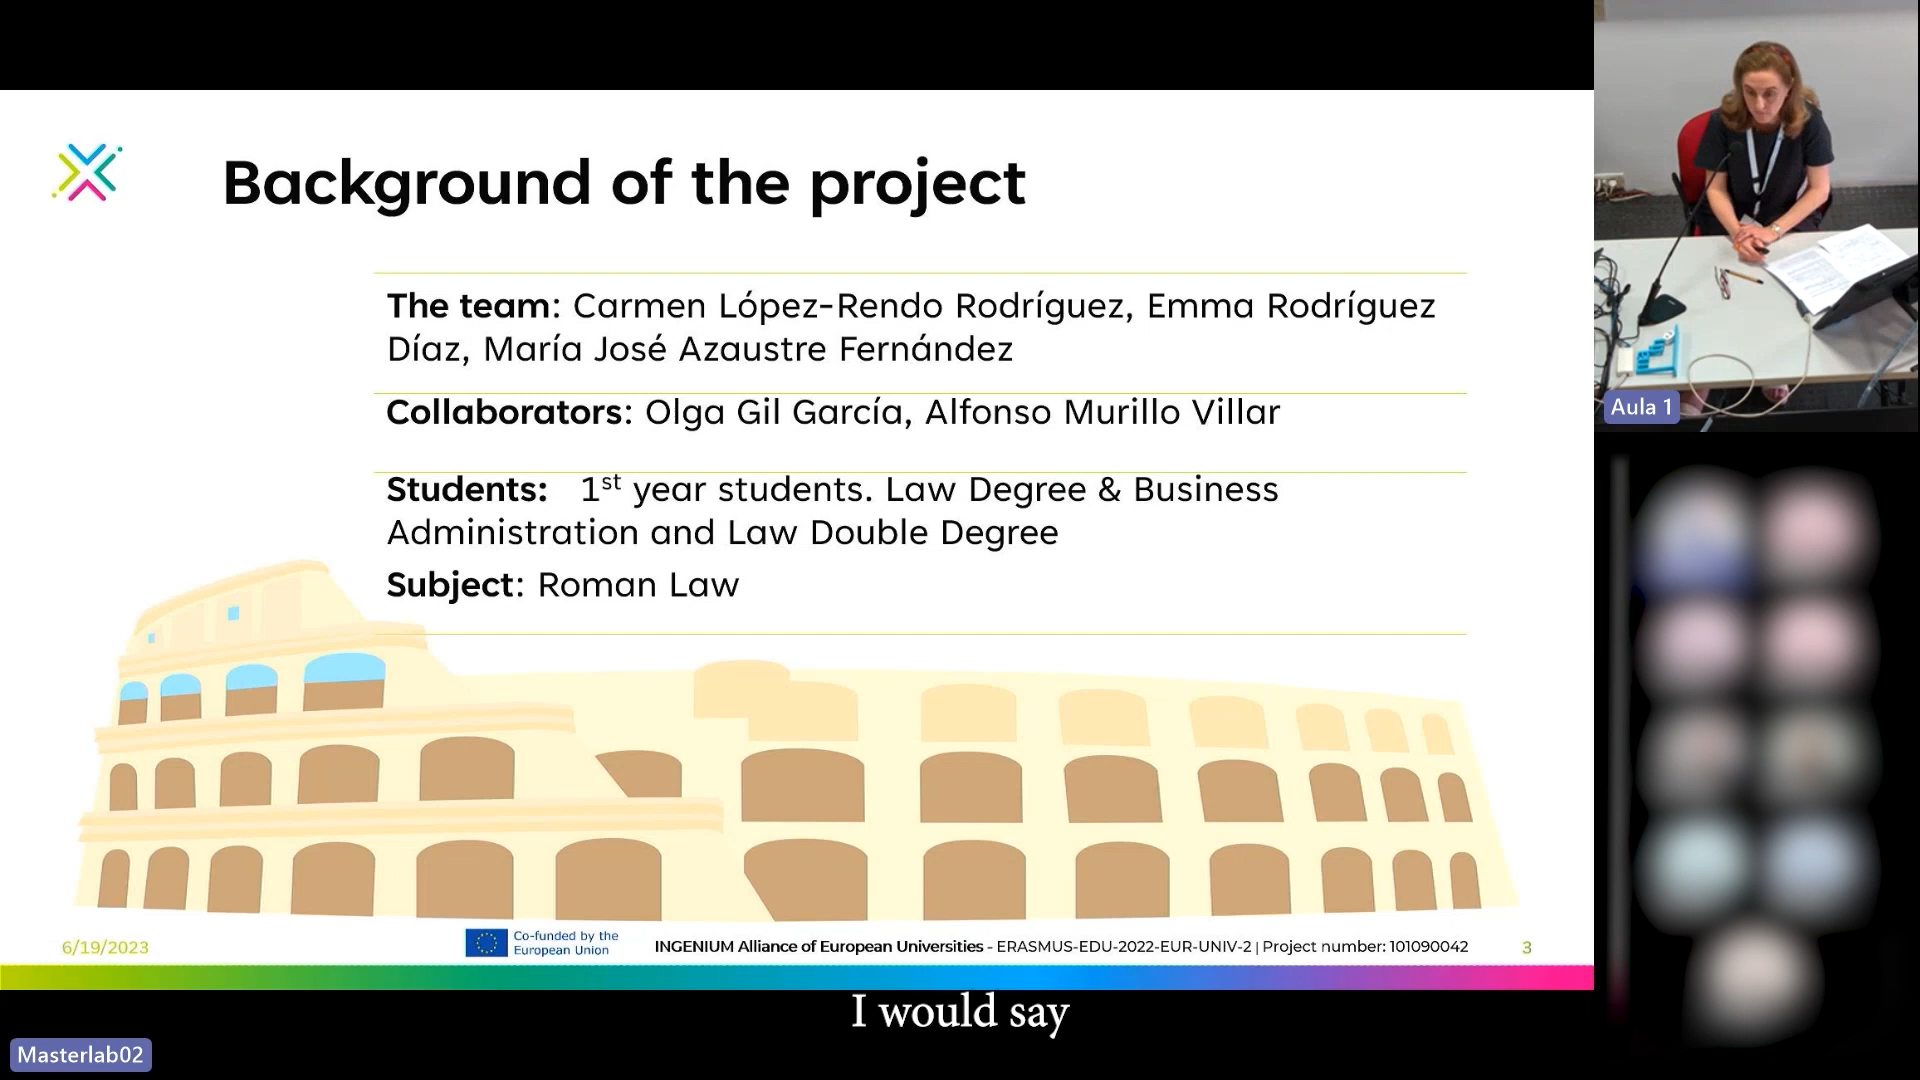 Background of the project
The team: Carmen López-Rendo Rodríguez, Emma Rodríguez
Díaz, María José Azaustre Fernández
Collaborators: Olga Gil García, Alfonso Murillo Villar
Students: 1st year students. Law Degree & Business
Administration and Law Double Degree
Subject: Roman Law
6/19/2023
Co-funded by the
European Union
INGENIUM Alliance of European Universities - ERASMUS-EDU-2022-EUR-UNIV-2 | Project number: 101090042
3
I would say
Masterlab02
Aula 1